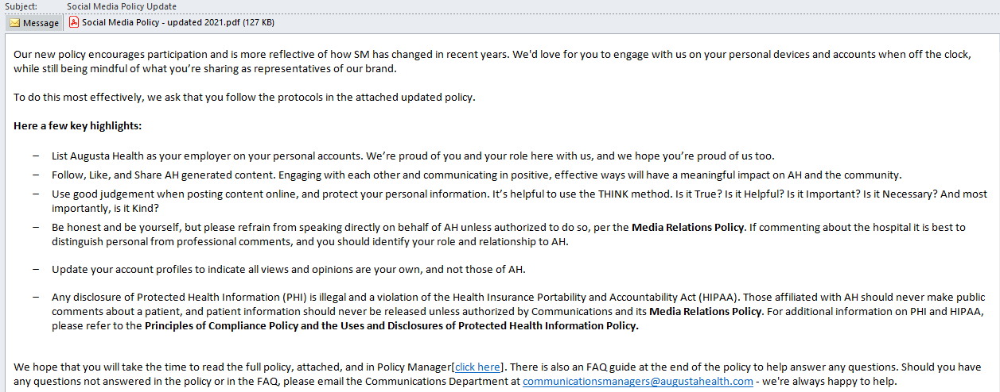 Subject: Social Media Policy Update
Message Social Media Policy - updated 2021.pdf (127 KB)
Our new policy encourages participation and is more reflective of how SM has changed in recent years. We'd love for you to engage with us on your personal devices and accounts when off the clock,
while still being mindful of what you're sharing as representatives of our brand.
To do this most effectively, we ask that you follow the protocols in the attached updated policy.
Here a few key highlights:
– List Augusta Health as your employer on your personal accounts. We're proud of you and your role here with us, and we hope you're proud of us too.
– Follow, Like, and Share AH generated content. Engaging with each other and communicating in positive, effective ways will have a meaningful impact on AH and the community.
– Use good judgement when posting content online, and protect your personal information. It's helpful to use the THINK method. Is it True? Is it Helpful? Is it Important? Is it Necessary? And most
importantly, is it Kind?
– Be honest and be yourself, but please refrain from speaking directly on behalf of AH unless authorized to do so, per the Media Relations Policy. If commenting about the hospital it is best to
distinguish personal from professional comments, and you should identify your role and relationship to AH.
– Update your account profiles to indicate all views and opinions are your own, and not those of AH.
– Any disclosure of Protected Health Information (PHI) is illegal and a violation of the Health Insurance Portability and Accountability Act (HIPAA). Those affiliated with AH should never make public
comments about a patient, and patient information should never be released unless authorized by Communications and its Media Relations Policy. For additional information on PHI and HIPAA,
please refer to the Principles of Compliance Policy and the Uses and Disclosures of Protected Health Information Policy.
We hope that you will take the time to read the full policy, attached, and in Policy Manager[click here]. There is also an FAQ guide at the end of the policy to help answer any questions. Should you have
any questions not answered in the policy or in the FAQ, please email the Communications Department at communicationsmanagers@augustahealth.com - we're always happy to help.